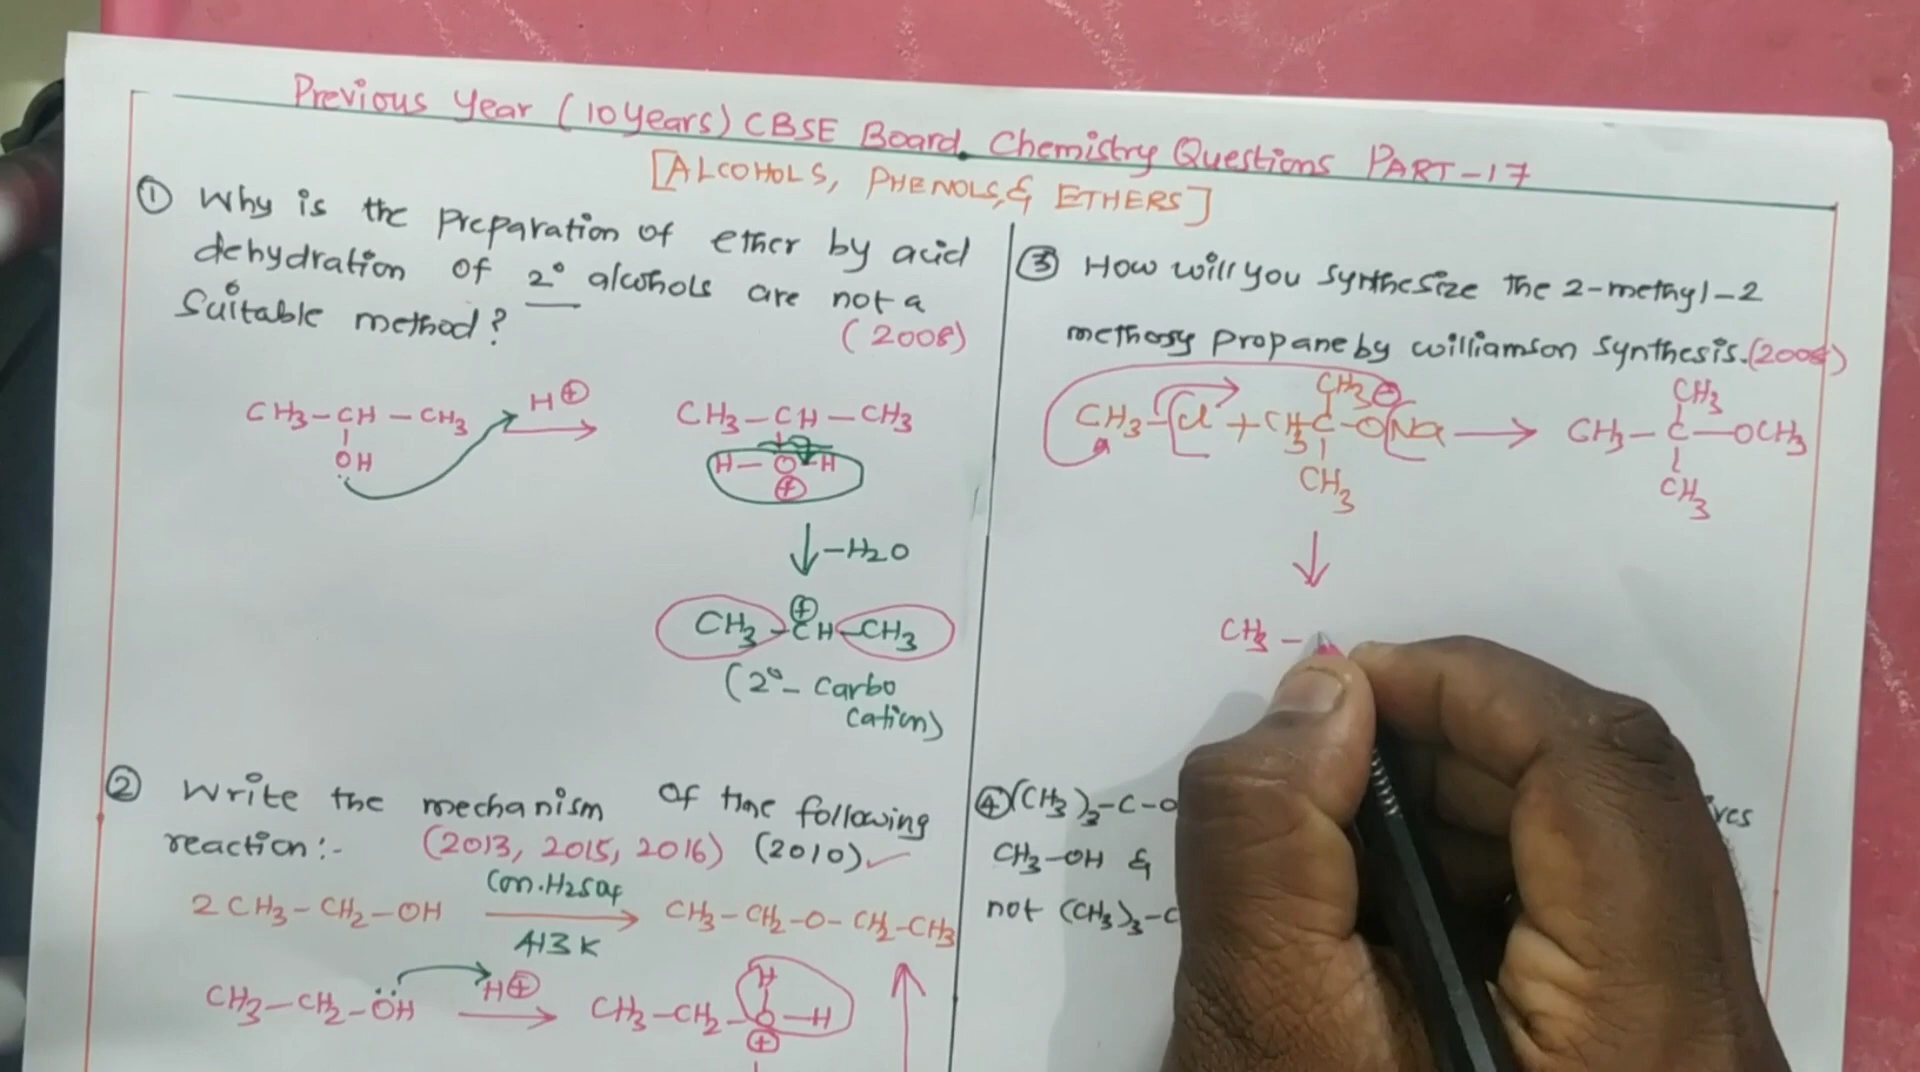 Previous Year (10 Years) CBSE Board Chemistry Questions PART-17
[ALCOHOLS, PHENOLS, & ETHERS]
① Why is the preparation of ether by acid
dehydration of 2° alcohols are not a
Suitable method?
(2008)
CH3-CH-CH3 H⊕ CH3-CH-CH3
OH
H-O-H
⊕
-H2O
CH3-CH-CH3
⊕
(2°- carbo
cation)
② Write the mechanism of the following
reaction:- (2013, 2015, 2016) (2010) ✓
Con.H2SO4
2CH3-CH2-OH → CH3-CH2-O-CH2-CH3
413 K
CH3-CH2-ÖH H⊕ → CH3-CH2-O-H
H
⊕
③ How will you synthesize the 2-methyl-2
methoxy propane by williamson synthesis.(2008)
CH3 ⊖ CH3
CH3-Cl + CH3-C-ONa → CH3-C-OCH3
CH3 CH3
CH3-
④ (CH3)3-C-O
CH3-OH &
not (CH3)3-C